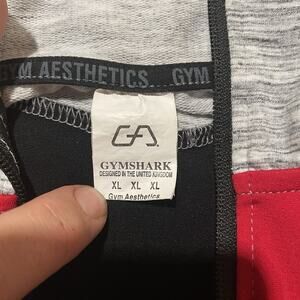 GYM AESTHETICS GYM
GYMSHARK
DESIGNED IN THE UNITED KINGDOM
XL XL XL
Gym Aesthetics